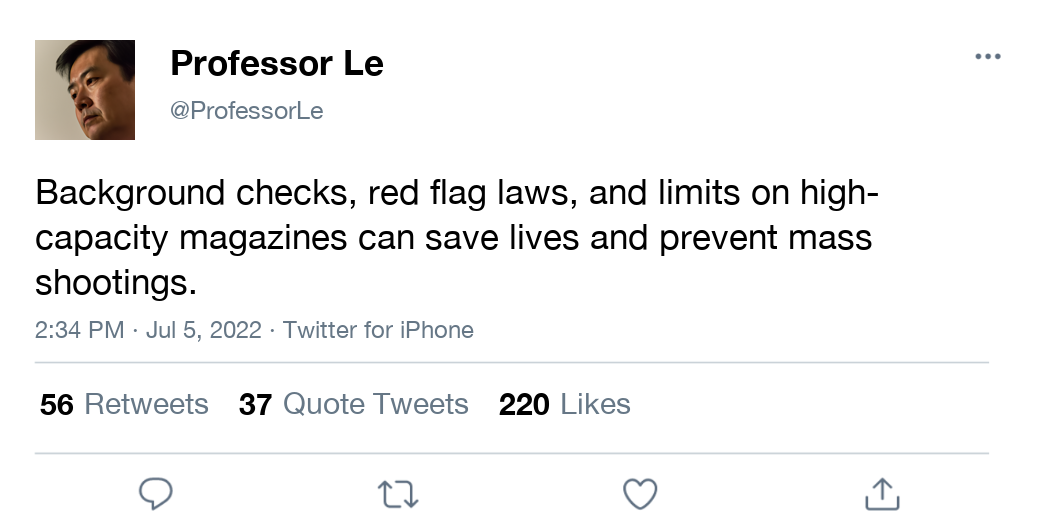 Professor Le
@ProfessorLe
Background checks, red flag laws, and limits on high-
capacity magazines can save lives and prevent mass
shootings.
2:34 PM · Jul 5, 2022 · Twitter for iPhone
56 Retweets 37 Quote Tweets 220 Likes